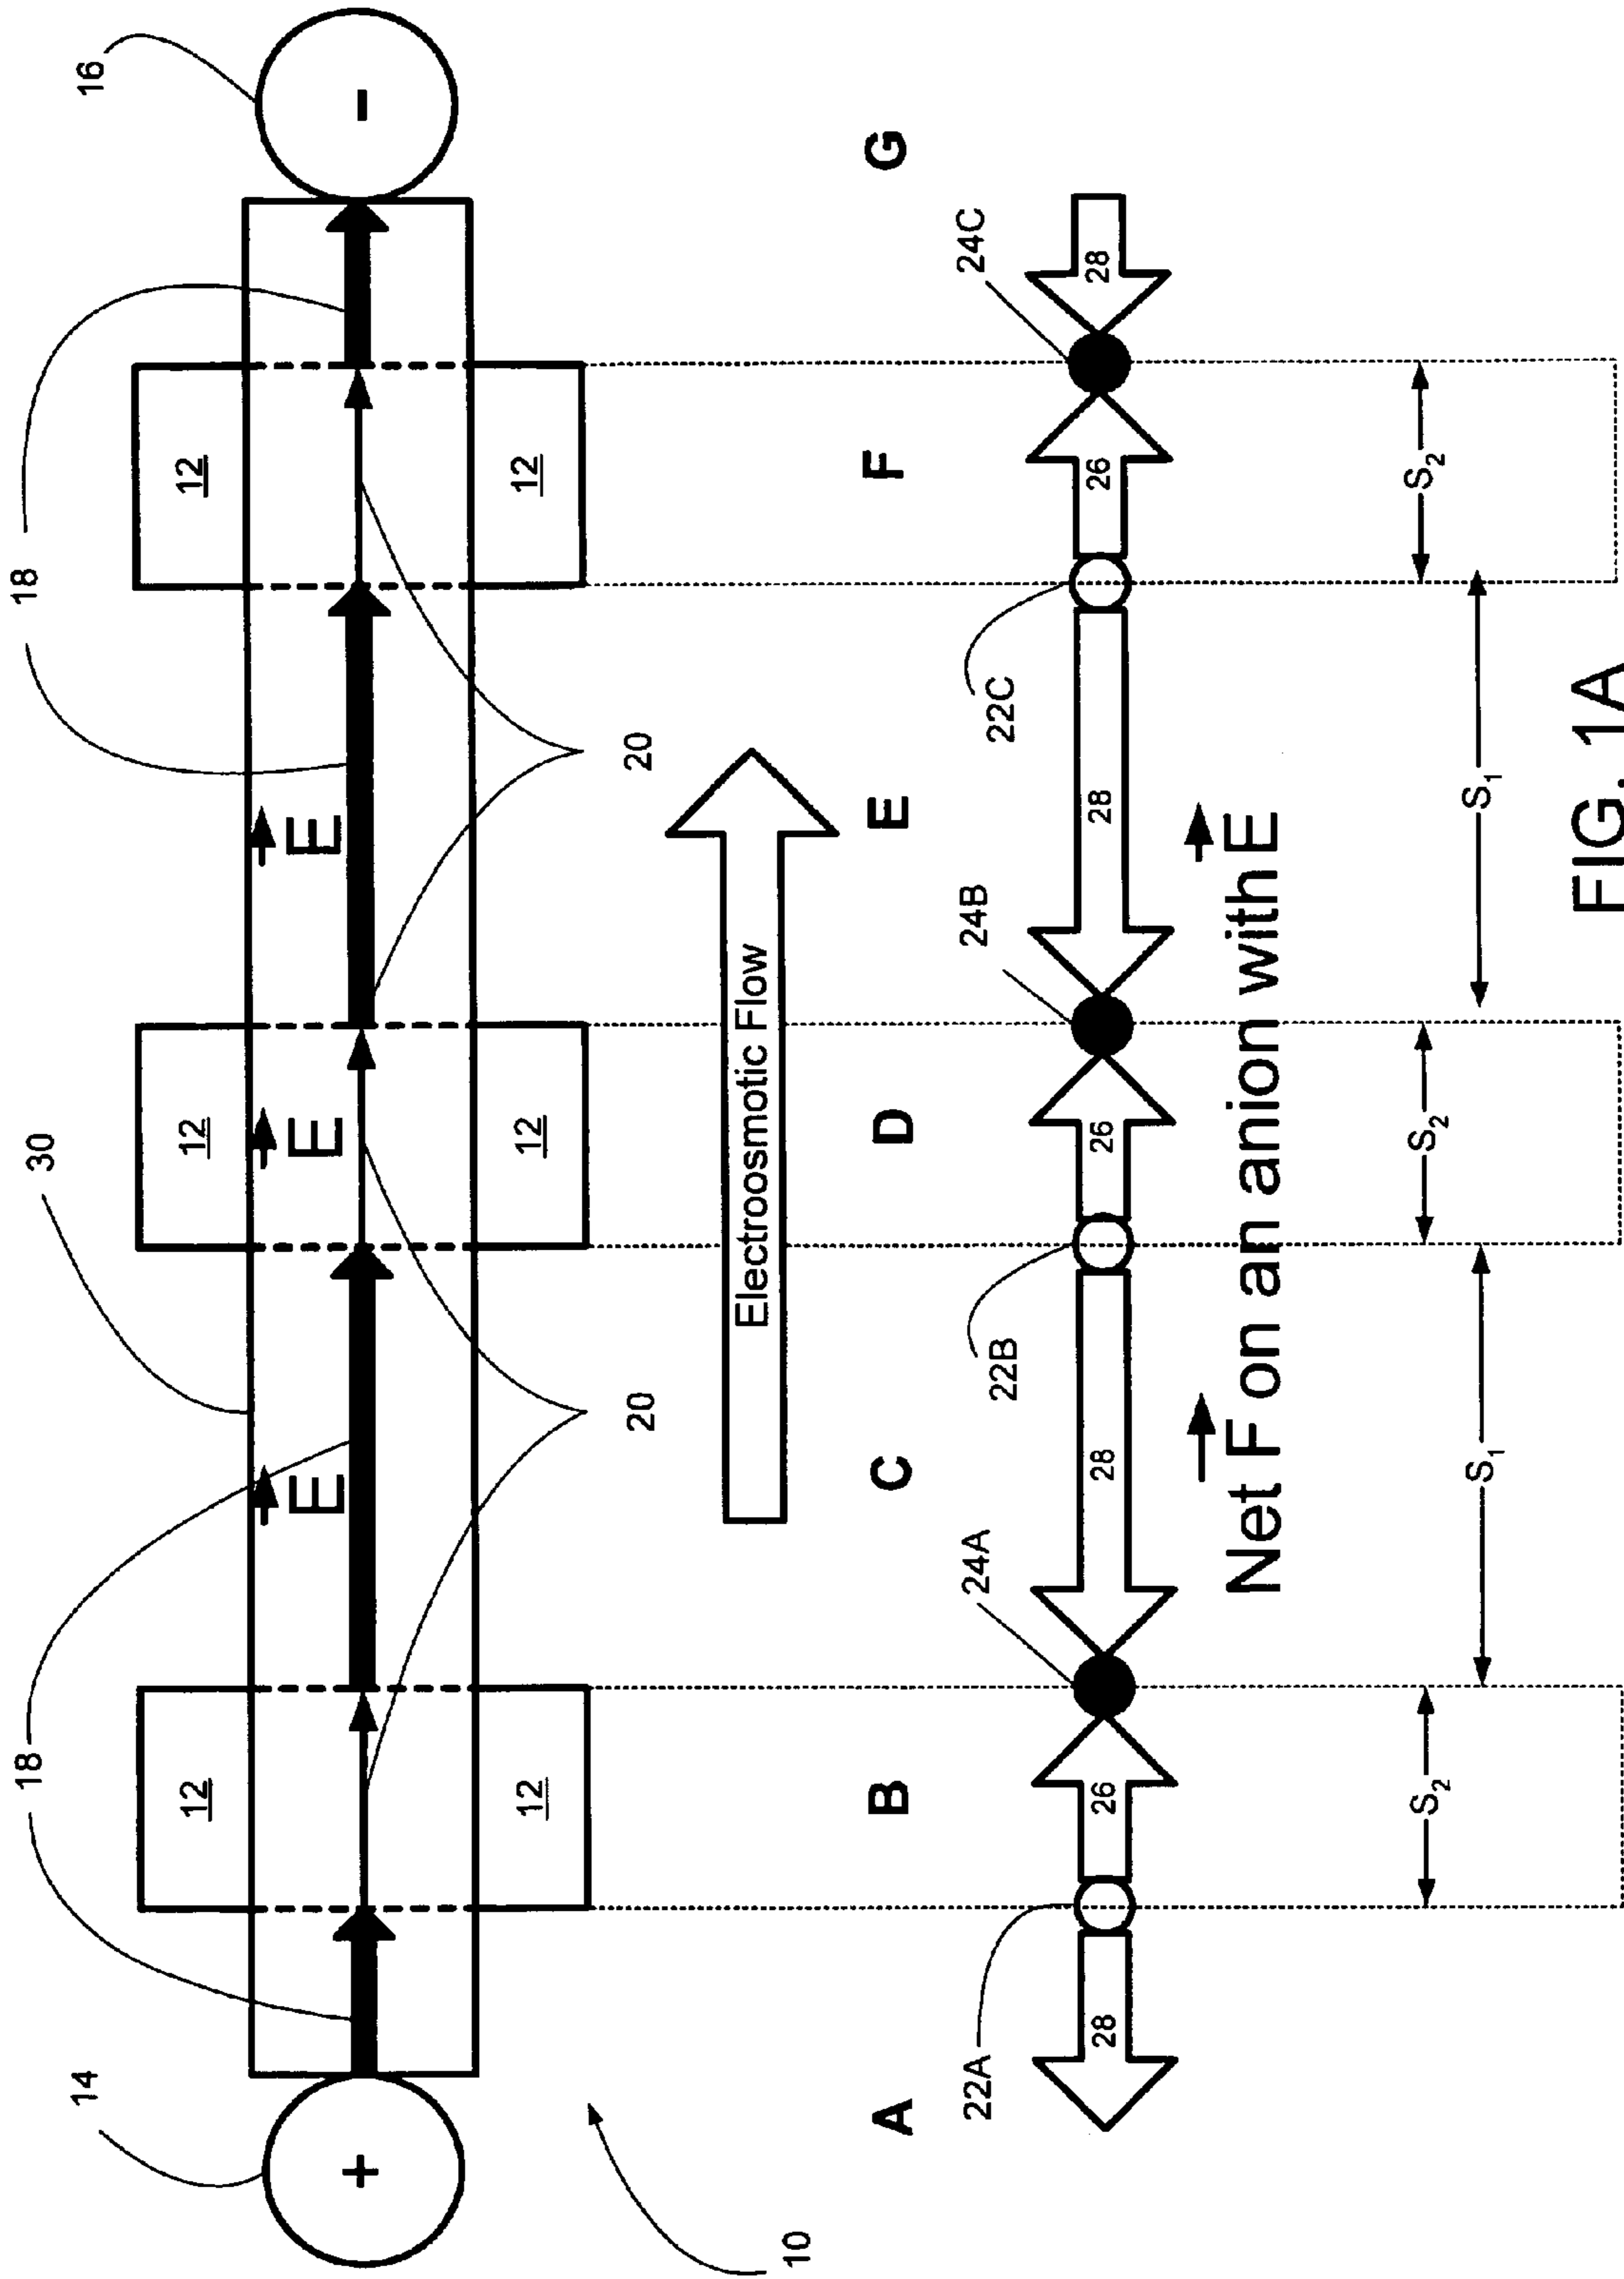 16
18
30
18
14
12
12
12
E
E
E
+
-
12
12
12
20
20
10
Electroosmotic Flow
A
B
C
D
E
F
G
22A
24A
22B
24B
22C
24C
28
26
28
26
28
26
28
Net F on an anion with E
S2
S2
S2
S1
S1
FIG. 1A